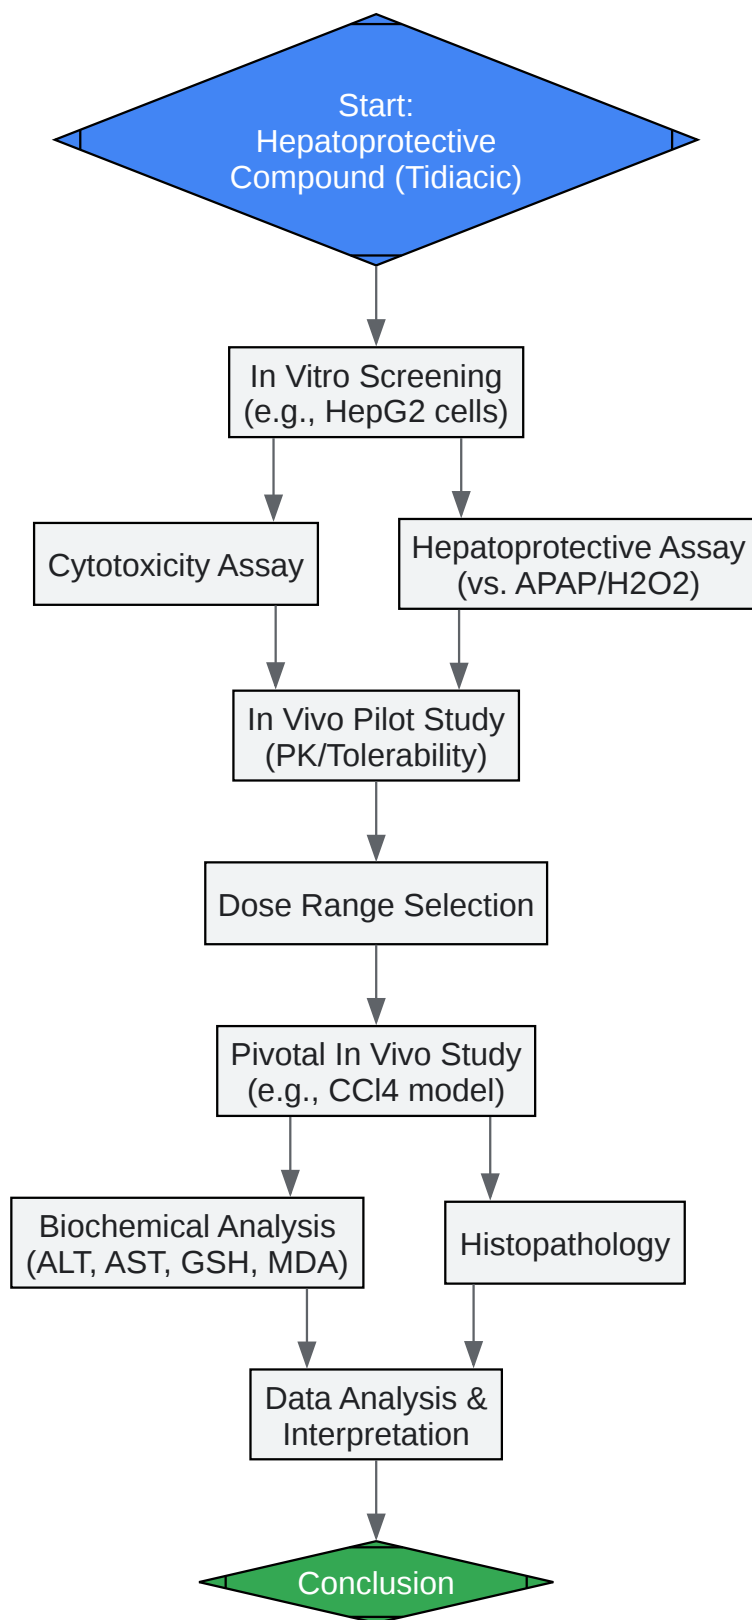 Start:
Hepatoprotective
Compound (Tidiacic)
In Vitro Screening
(e.g., HepG2 cells)
Cytotoxicity Assay
Hepatoprotective Assay
(vs. APAP/H2O2)
In Vivo Pilot Study
(PK/Tolerability)
Dose Range Selection
Pivotal In Vivo Study
(e.g., CCl4 model)
Biochemical Analysis
(ALT, AST, GSH, MDA)
Histopathology
Data Analysis &
Interpretation
Conclusion